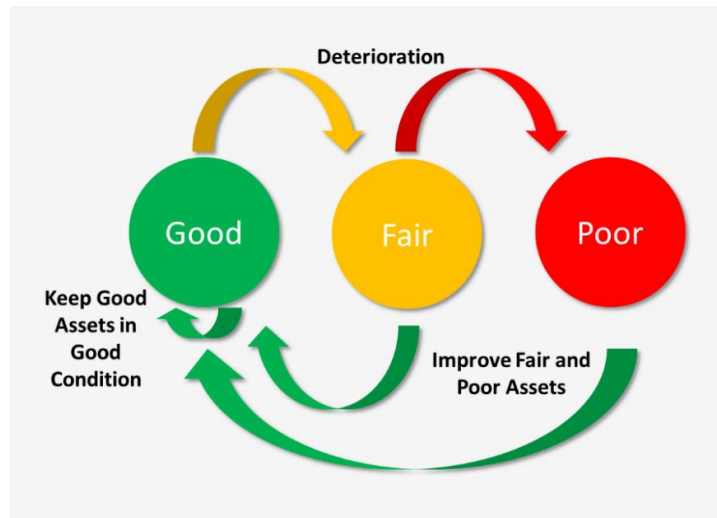 Deterioration
Good
Fair
Poor
Keep Good
Assets in
Good
Condition
Improve Fair and
Poor Assets